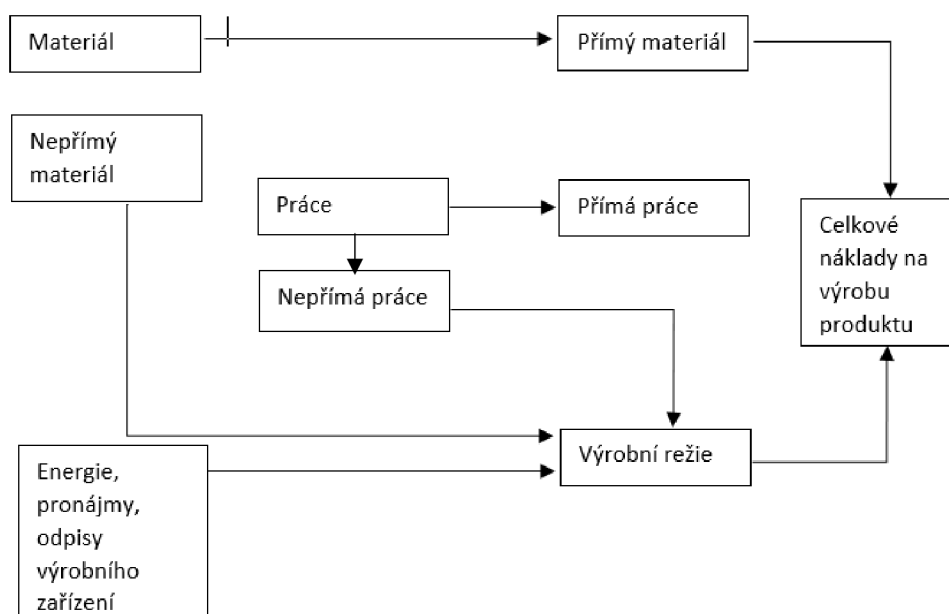 Materiál
Přímý materiál
Nepřímý
materiál
Práce
Přímá práce
Celkové
náklady na
výrobu
produktu
Nepřímá práce
Výrobní režie
Energie,
pronájmy,
odpisy
výrobního
zařízení